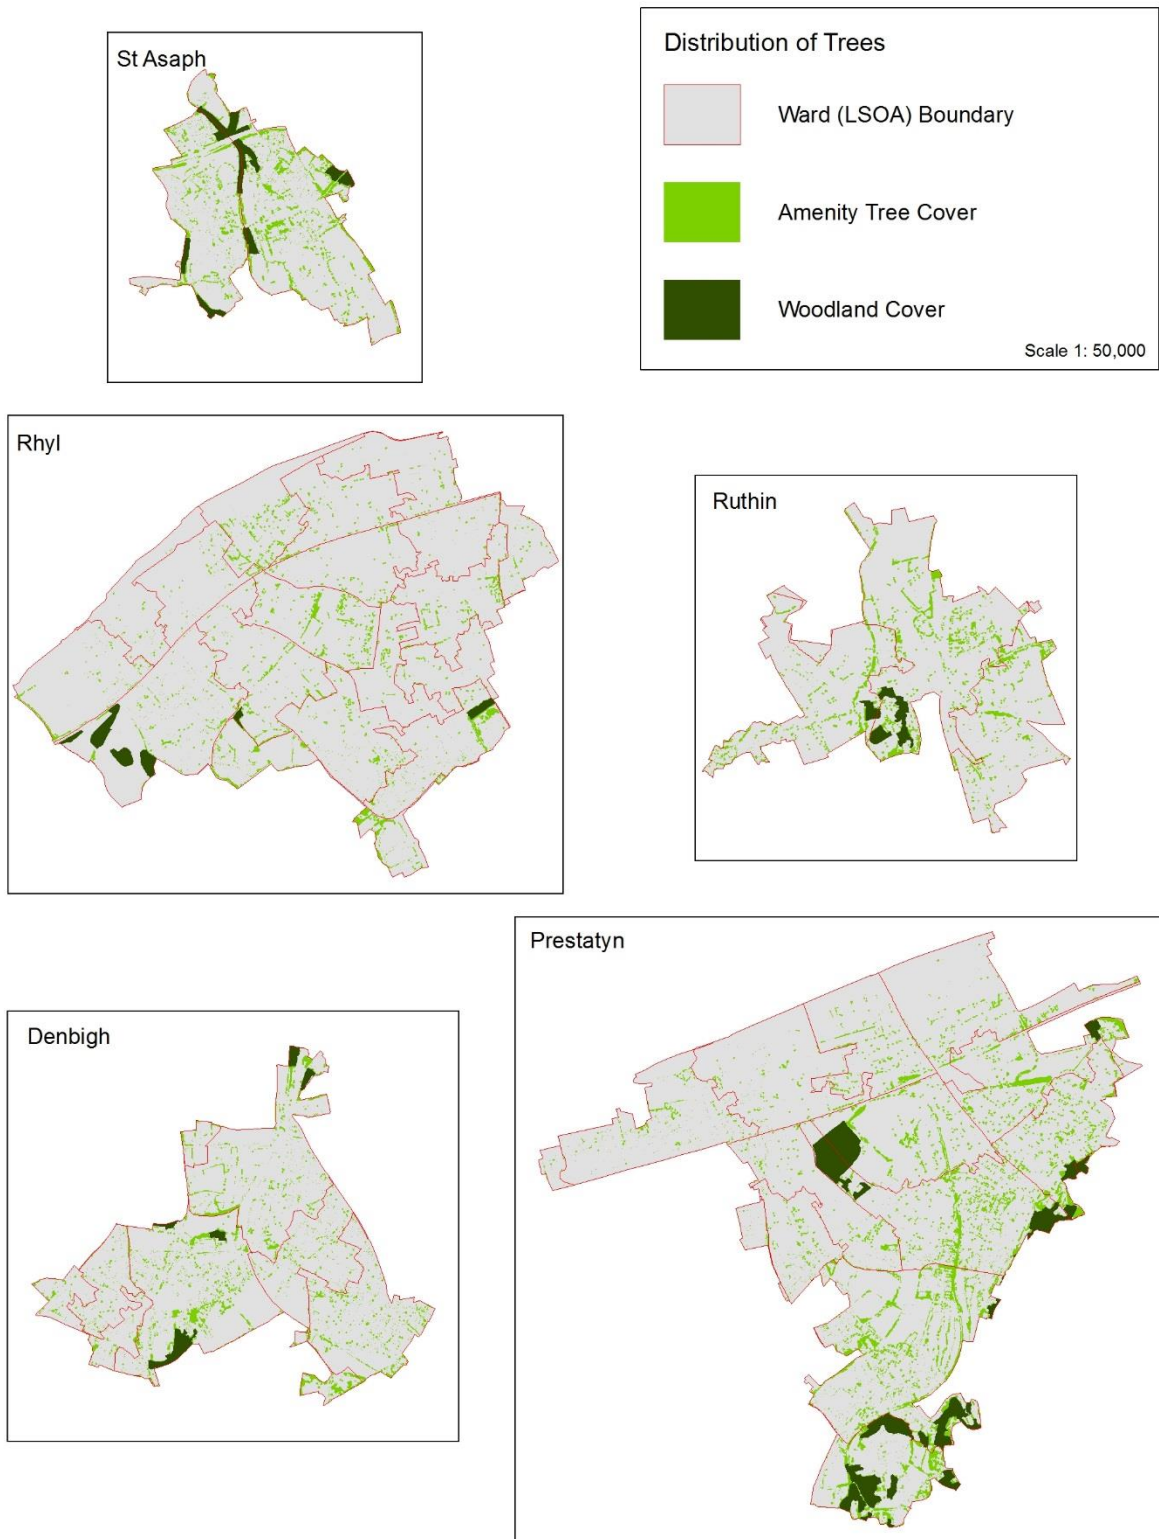 St Asaph
Distribution of Trees
Ward (LSOA) Boundary
Amenity Tree Cover
Woodland Cover
Scale 1: 50,000
Rhyl
Ruthin
Prestatyn
Denbigh